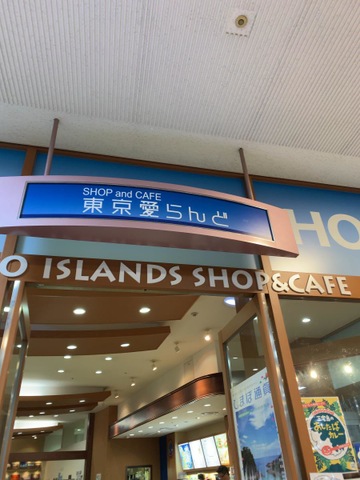 SHOP and CAFE
東京愛らんど
O ISLANDS SHOP&CAFE
HO